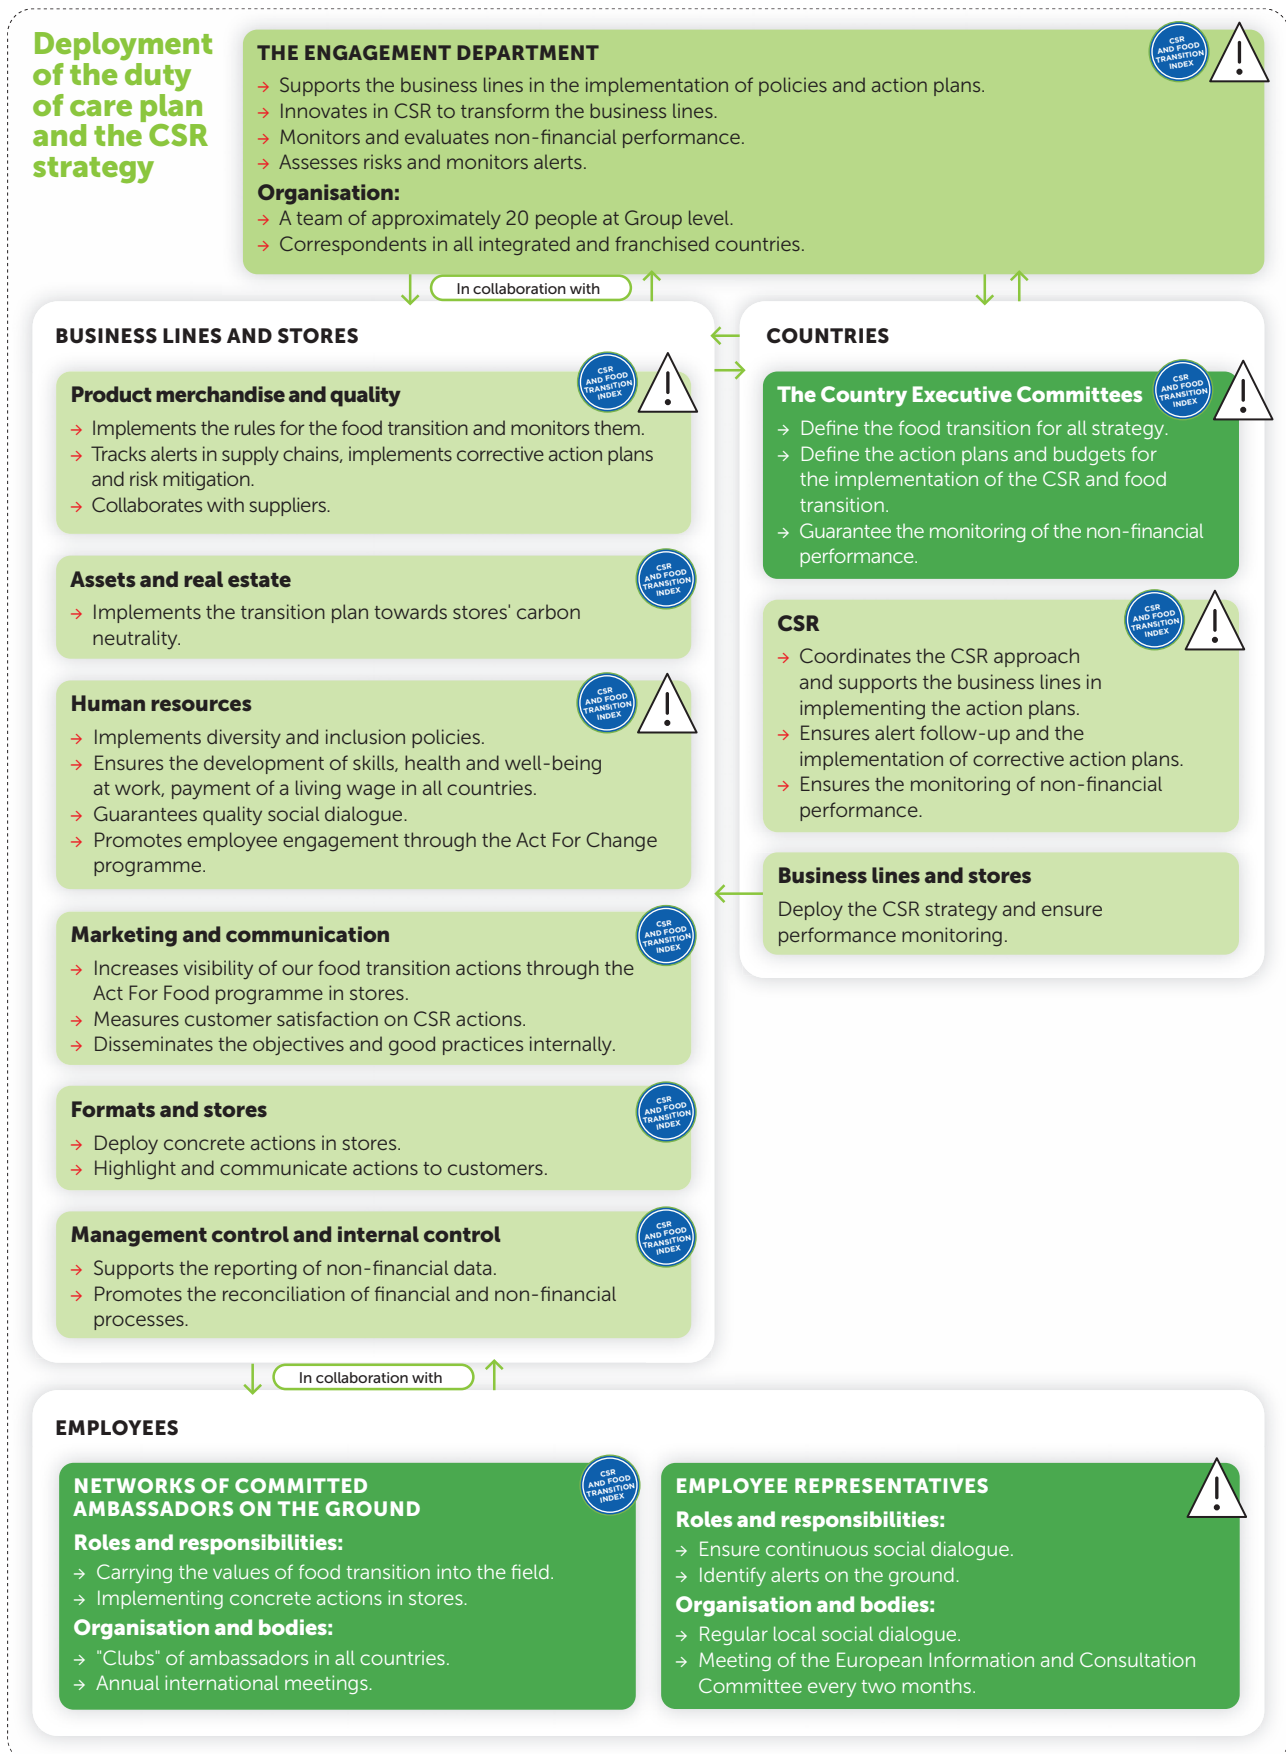 Deployment
of the duty
of care plan
and the CSR
strategy
THE ENGAGEMENT DEPARTMENT
CSR
AND FOOD
TRANSITION
INDEX
!
→ Supports the business lines in the implementation of policies and action plans.
→ Innovates in CSR to transform the business lines.
→ Monitors and evaluates non-financial performance.
→ Assesses risks and monitors alerts.
Organisation:
→ A team of approximately 20 people at Group level.
→ Correspondents in all integrated and franchised countries.
In collaboration with
BUSINESS LINES AND STORES
Product merchandise and quality
CSR
AND FOOD
TRANSITION
INDEX
!
→ Implements the rules for the food transition and monitors them.
→ Tracks alerts in supply chains, implements corrective action plans
and risk mitigation.
→ Collaborates with suppliers.
Assets and real estate
CSR
AND FOOD
TRANSITION
INDEX
→ Implements the transition plan towards stores' carbon
neutrality.
Human resources
CSR
AND FOOD
TRANSITION
INDEX
!
→ Implements diversity and inclusion policies.
→ Ensures the development of skills, health and well-being
at work, payment of a living wage in all countries.
→ Guarantees quality social dialogue.
→ Promotes employee engagement through the Act For Change
programme.
Marketing and communication
CSR
AND FOOD
TRANSITION
INDEX
→ Increases visibility of our food transition actions through the
Act For Food programme in stores.
→ Measures customer satisfaction on CSR actions.
→ Disseminates the objectives and good practices internally.
Formats and stores
CSR
AND FOOD
TRANSITION
INDEX
→ Deploy concrete actions in stores.
→ Highlight and communicate actions to customers.
Management control and internal control
CSR
AND FOOD
TRANSITION
INDEX
→ Supports the reporting of non-financial data.
→ Promotes the reconciliation of financial and non-financial
processes.
COUNTRIES
The Country Executive Committees
CSR
AND FOOD
TRANSITION
INDEX
!
→ Define the food transition for all strategy.
→ Define the action plans and budgets for
the implementation of the CSR and food
transition.
→ Guarantee the monitoring of the non-financial
performance.
CSR
CSR
AND FOOD
TRANSITION
INDEX
!
→ Coordinates the CSR approach
and supports the business lines in
implementing the action plans.
→ Ensures alert follow-up and the
implementation of corrective action plans.
→ Ensures the monitoring of non-financial
performance.
Business lines and stores
Deploy the CSR strategy and ensure
performance monitoring.
In collaboration with
EMPLOYEES
NETWORKS OF COMMITTED
AMBASSADORS ON THE GROUND
CSR
AND FOOD
TRANSITION
INDEX
Roles and responsibilities:
→ Carrying the values of food transition into the field.
→ Implementing concrete actions in stores.
Organisation and bodies:
→ "Clubs" of ambassadors in all countries.
→ Annual international meetings.
EMPLOYEE REPRESENTATIVES
!
Roles and responsibilities:
→ Ensure continuous social dialogue.
→ Identify alerts on the ground.
Organisation and bodies:
→ Regular local social dialogue.
→ Meeting of the European Information and Consultation
Committee every two months.